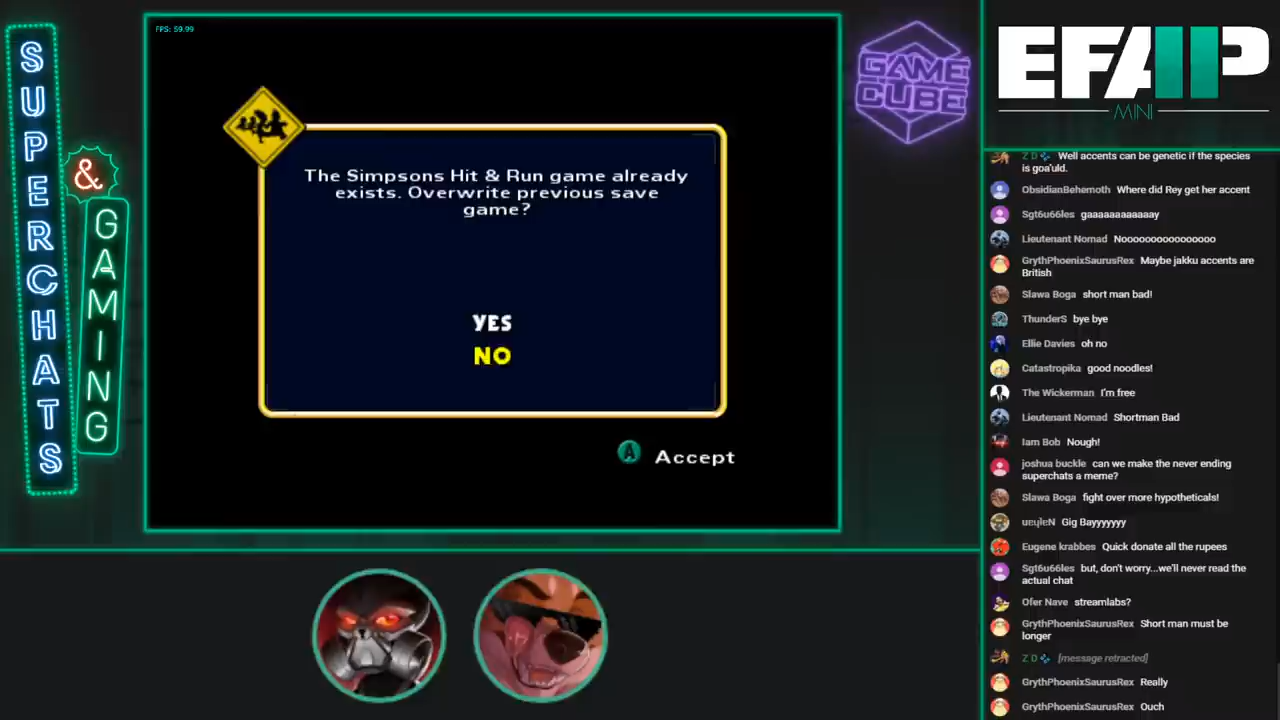 SUPERCHATS
&
GAMING
FPS: 59.99
The Simpsons Hit & Run game already
exists. Overwrite previous save
game?
YES
NO
A Accept
GAME
CUBE
EFAP
MINI
Z D Well accents can be genetic if the species
is goa'uld.
ObsidianBehemoth Where did Rey get her accent
Sgt6u66les gaaaaaaaaaaaay
Lieutenant Nomad Nooooooooooooooo
GrythPhoenixSaurusRex Maybe jakku accents are
British
Slawa Boga short man bad!
ThunderS bye bye
Ellie Davies oh no
Catastropika good noodles!
The Wickerman I'm free
Lieutenant Nomad Shortman Bad
Iam Bob Nough!
joshua buckle can we make the never ending
superchats a meme?
Slawa Boga fight over more hypotheticals!
Gig Bayyyyyyy
Eugene krabbes Quick donate all the rupees
Sgt6u66les but, don't worry...we'll never read the
actual chat
Ofer Nave streamlabs?
GrythPhoenixSaurusRex Short man must be
longer
Z D [message retracted]
GrythPhoenixSaurusRex Really
GrythPhoenixSaurusRex Ouch